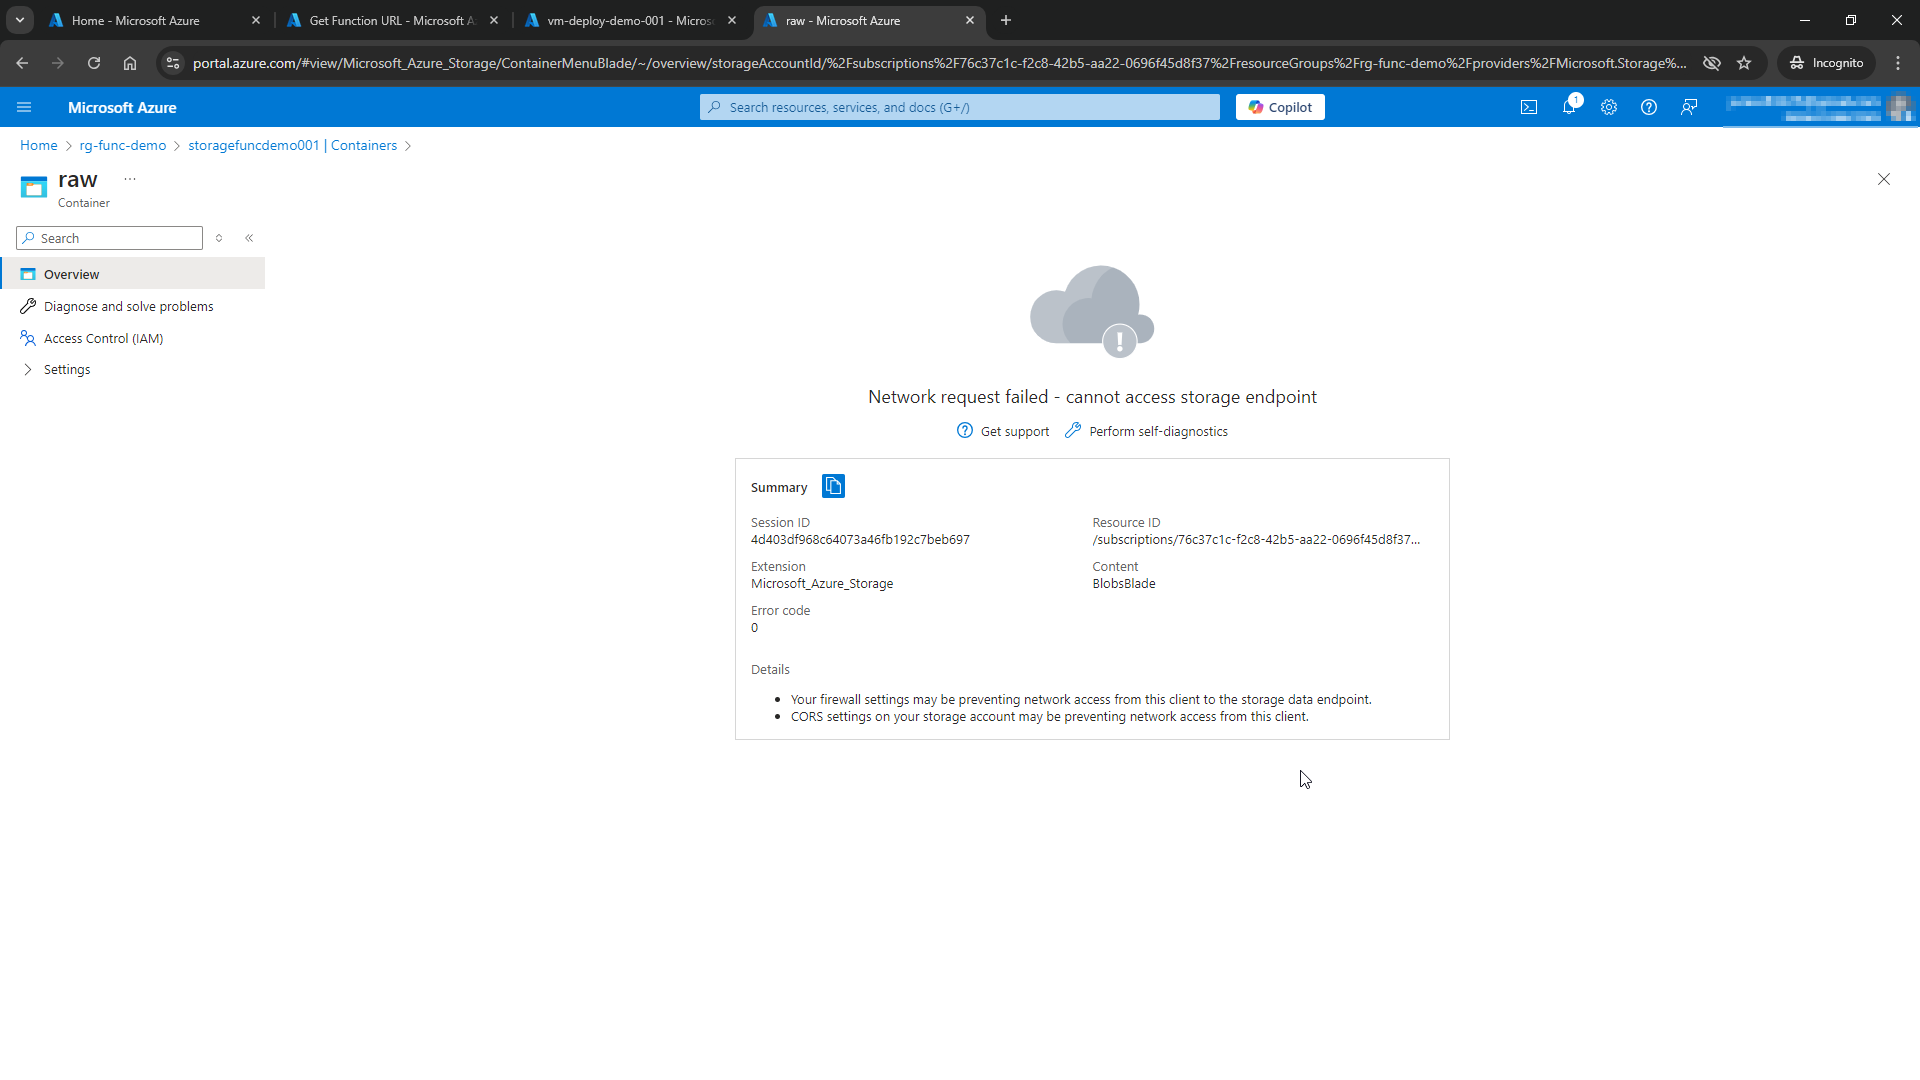 Home - Microsoft Azure
Get Function URL - Microsoft A
vm-deploy-demo-001 - Micros
raw - Microsoft Azure
portal.azure.com/#view/Microsoft_Azure_Storage/ContainerMenuBlade/~/overview/storageAccountId/%2Fsubscriptions%2F76c37c1c-f2c8-42b5-aa22-0696f45d8f37%2FresourceGroups%2Frg-func-demo%2Fproviders%2FMicrosoft.Storage%...
Incognito
Microsoft Azure
Search resources, services, and docs (G+/)
Copilot
1
Home > rg-func-demo > storagefuncdemo001 | Containers >
raw ...
Container
Search
Overview
Diagnose and solve problems
Access Control (IAM)
Settings
Network request failed - cannot access storage endpoint
Get support
Perform self-diagnostics
Summary
Session ID
4d403df968c64073a46fb192c7beb697
Resource ID
/subscriptions/76c37c1c-f2c8-42b5-aa22-0696f45d8f37...
Extension
Microsoft_Azure_Storage
Content
BlobsBlade
Error code
0
Details
• Your firewall settings may be preventing network access from this client to the storage data endpoint.
• CORS settings on your storage account may be preventing network access from this client.